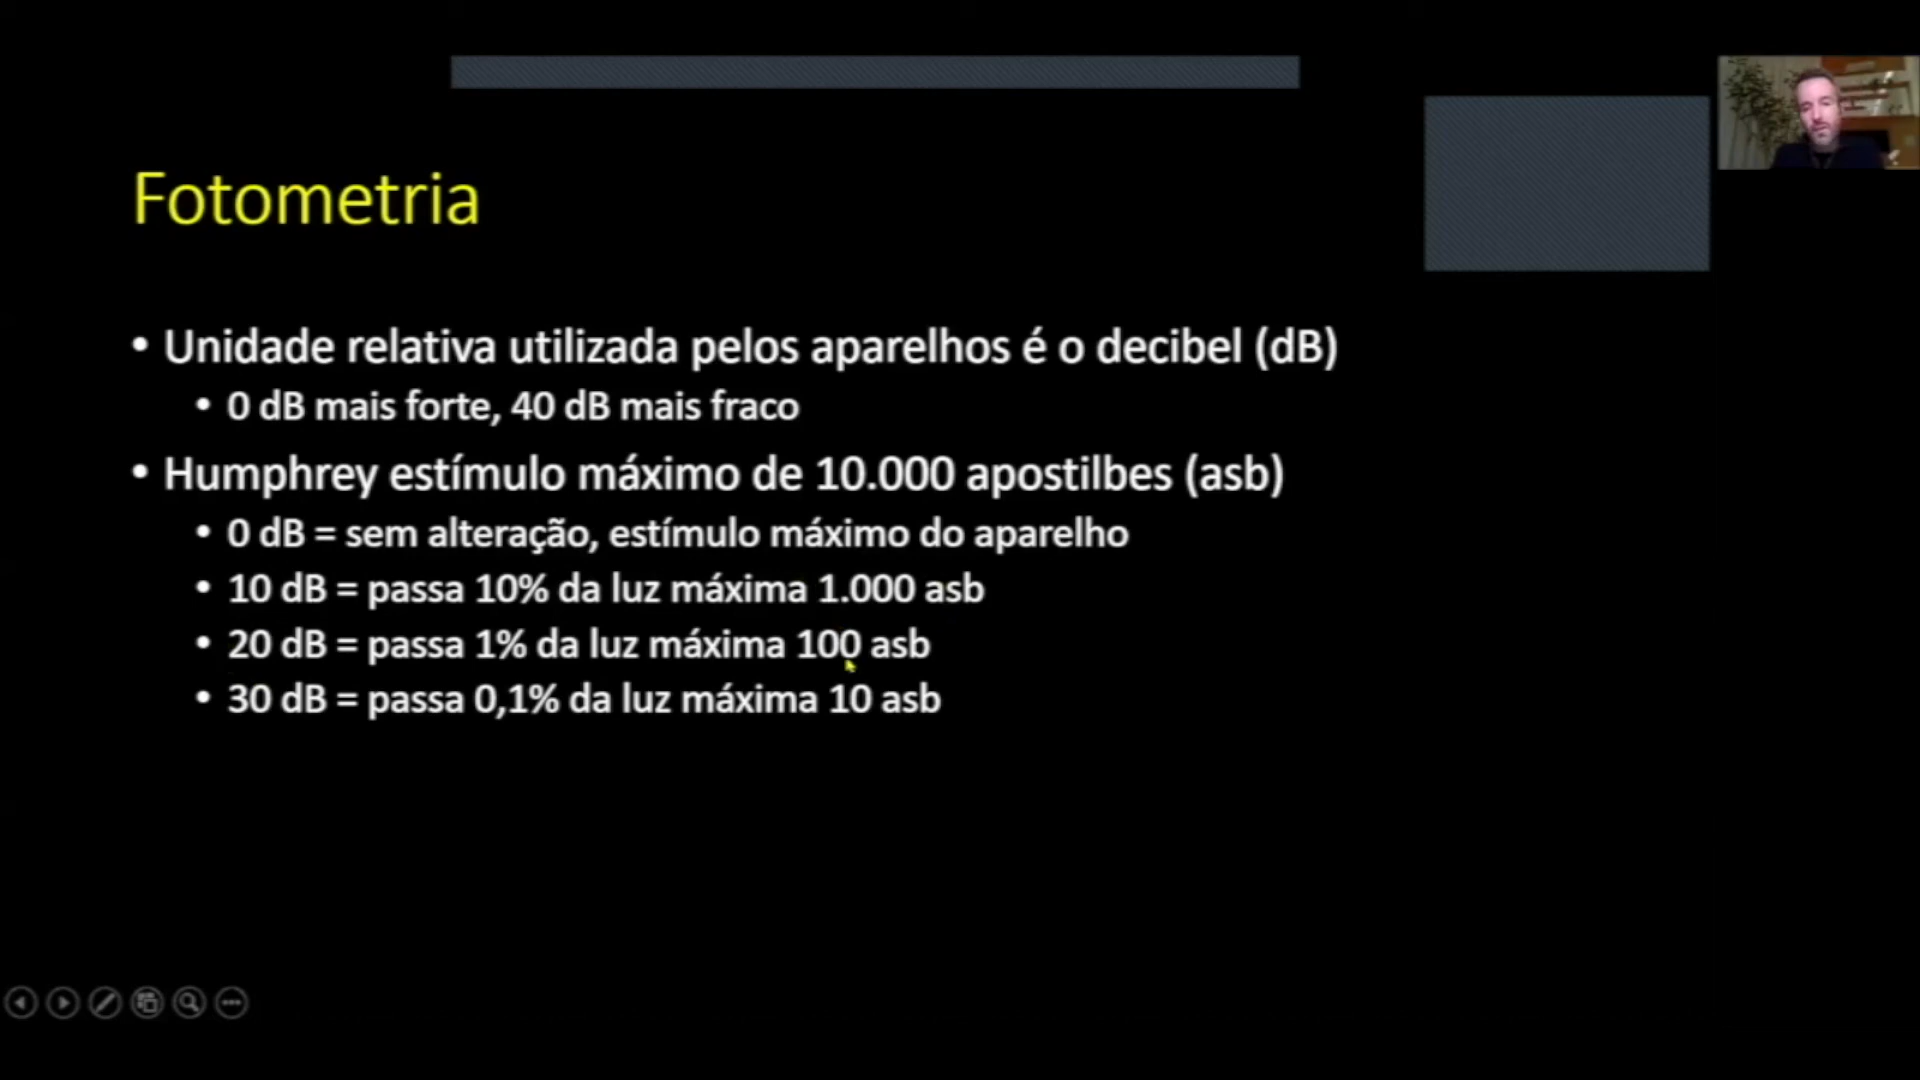 Fotometria
• Unidade relativa utilizada pelos aparelhos é o decibel (dB)
• 0 dB mais forte, 40 dB mais fraco
• Humphrey estímulo máximo de 10.000 apostilbes (asb)
• 0 dB = sem alteração, estímulo máximo do aparelho
• 10 dB = passa 10% da luz máxima 1.000 asb
• 20 dB = passa 1% da luz máxima 100 asb
• 30 dB = passa 0,1% da luz máxima 10 asb